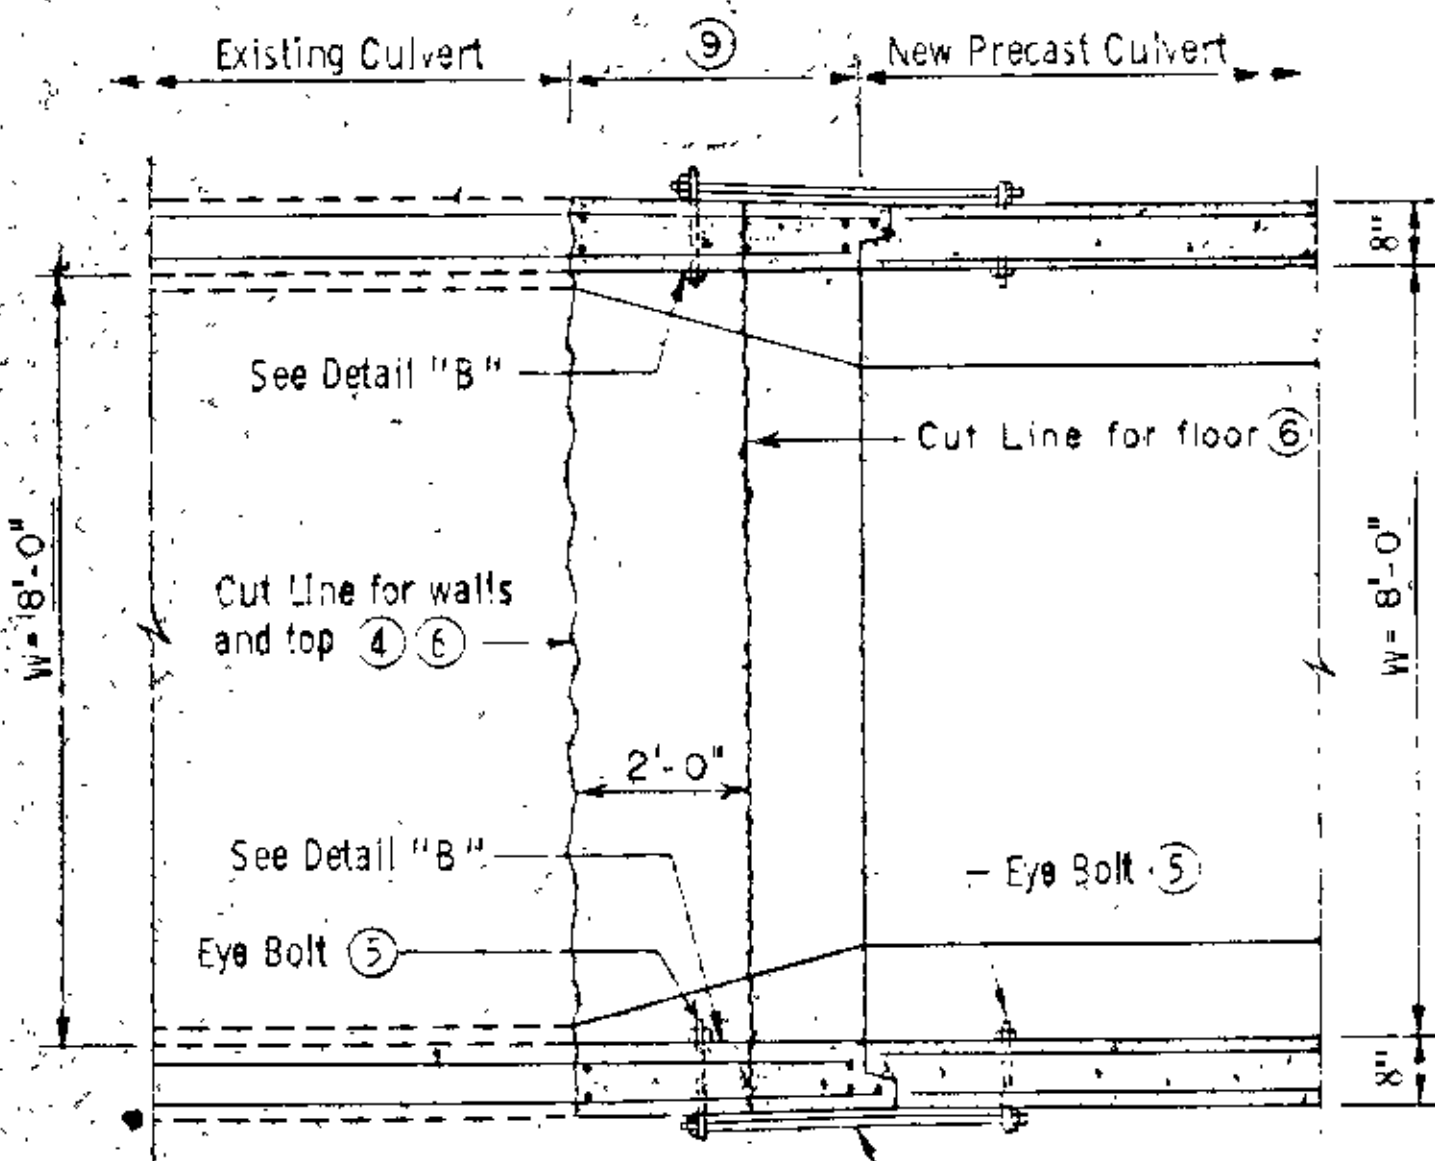 Existing Culvert
9
New Precast Culvert
8"
See Detail "B"
Cut Line for floor 6
W= 8'-0"
Cut Line for walls
and top 4 6
W= 8'-0"
2'-0"
See Detail "B"
Eye Bolt 5
Eye Bolt 5
8"